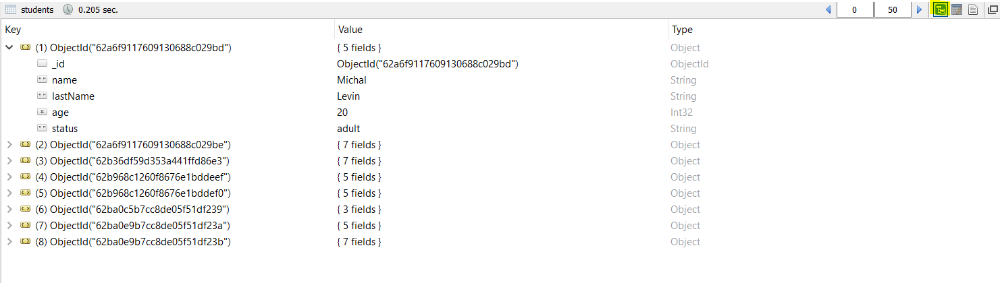 students 0.205 sec. 0 50
Key Value Type
(1) ObjectId("62a6f9117609130688c029bd") { 5 fields } Object
_id ObjectId("62a6f9117609130688c029bd") ObjectId
" " name Michal String
" " lastName Levin String
# age 20 Int32
" " status adult String
(2) ObjectId("62a6f9117609130688c029be") { 7 fields } Object
(3) ObjectId("62b36df59d353a441ffd86e3") { 7 fields } Object
(4) ObjectId("62b968c1260f8676e1bddeef") { 5 fields } Object
(5) ObjectId("62b968c1260f8676e1bddef0") { 5 fields } Object
(6) ObjectId("62ba0c5b7cc8de05f51df239") { 3 fields } Object
(7) ObjectId("62ba0e9b7cc8de05f51df23a") { 5 fields } Object
(8) ObjectId("62ba0e9b7cc8de05f51df23b") { 7 fields } Object